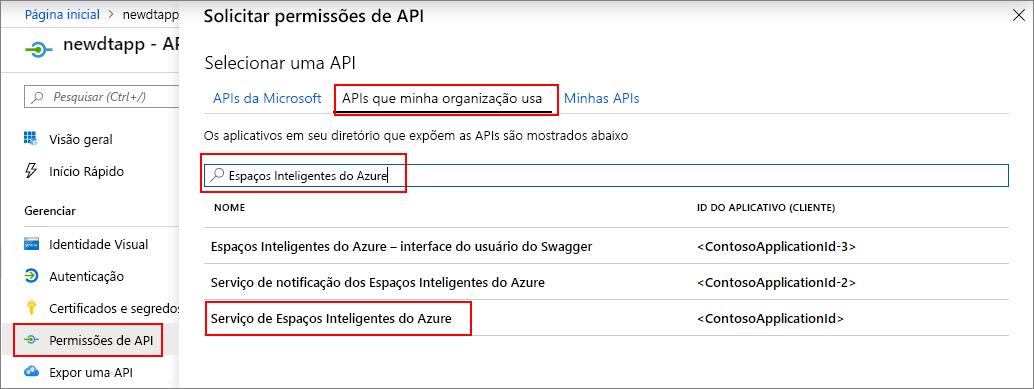 Página inicial > newdtapp
newdtapp - AP
Pesquisar (Ctrl+/)
Visão geral
Início Rápido
Gerenciar
Identidade Visual
Autenticação
Certificados e segredos
Permissões de API
Expor uma API
Solicitar permissões de API
Selecionar uma API
APIs da Microsoft
APIs que minha organização usa
Minhas APIs
Os aplicativos em seu diretório que expõem as APIs são mostrados abaixo
Espaços Inteligentes do Azure
NOME
ID DO APLICATIVO (CLIENTE)
Espaços Inteligentes do Azure – interface do usuário do Swagger
<ContosoApplicationId-3>
Serviço de notificação dos Espaços Inteligentes do Azure
<ContosoApplicationId-2>
Serviço de Espaços Inteligentes do Azure
<ContosoApplicationId>